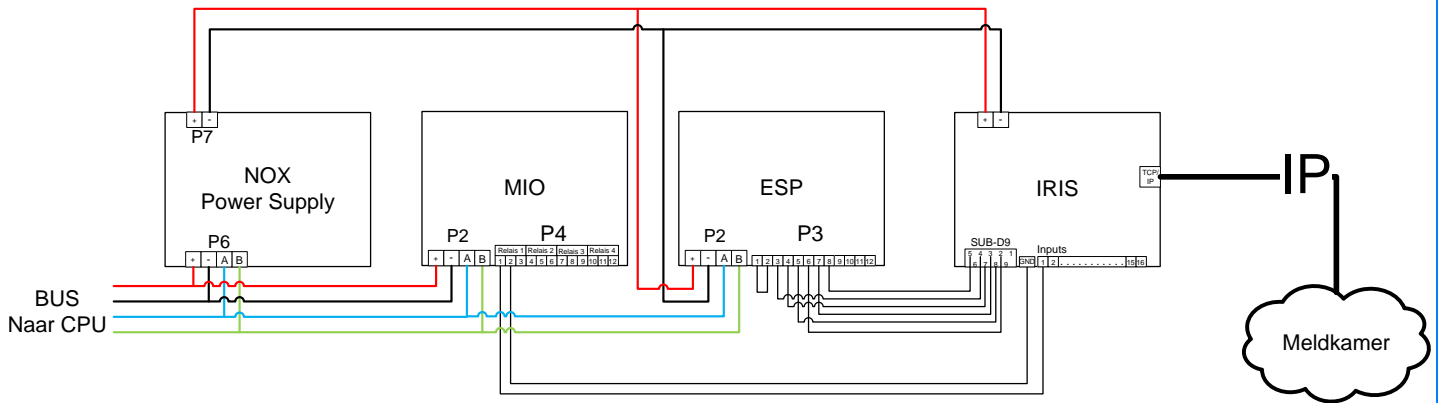 + -
P7
NOX
Power Supply
P6
+ - A B
MIO
P2
+ - A B
P4
Relais 1 Relais 2 Relais 3 Relais 4
1 2 3 4 5 6 7 8 9 10 11 12
ESP
P2
+ - A B
P3
1 2 3 4 5 6 7 8 9 10 11 12
+ -
IRIS
TCP/
IP
SUB-D9
5 4 3 2 1
6 7 8 9
GND
Inputs
1 2 . . . . . . . . . . . 15 16
IP
BUS
Naar CPU
Meldkamer